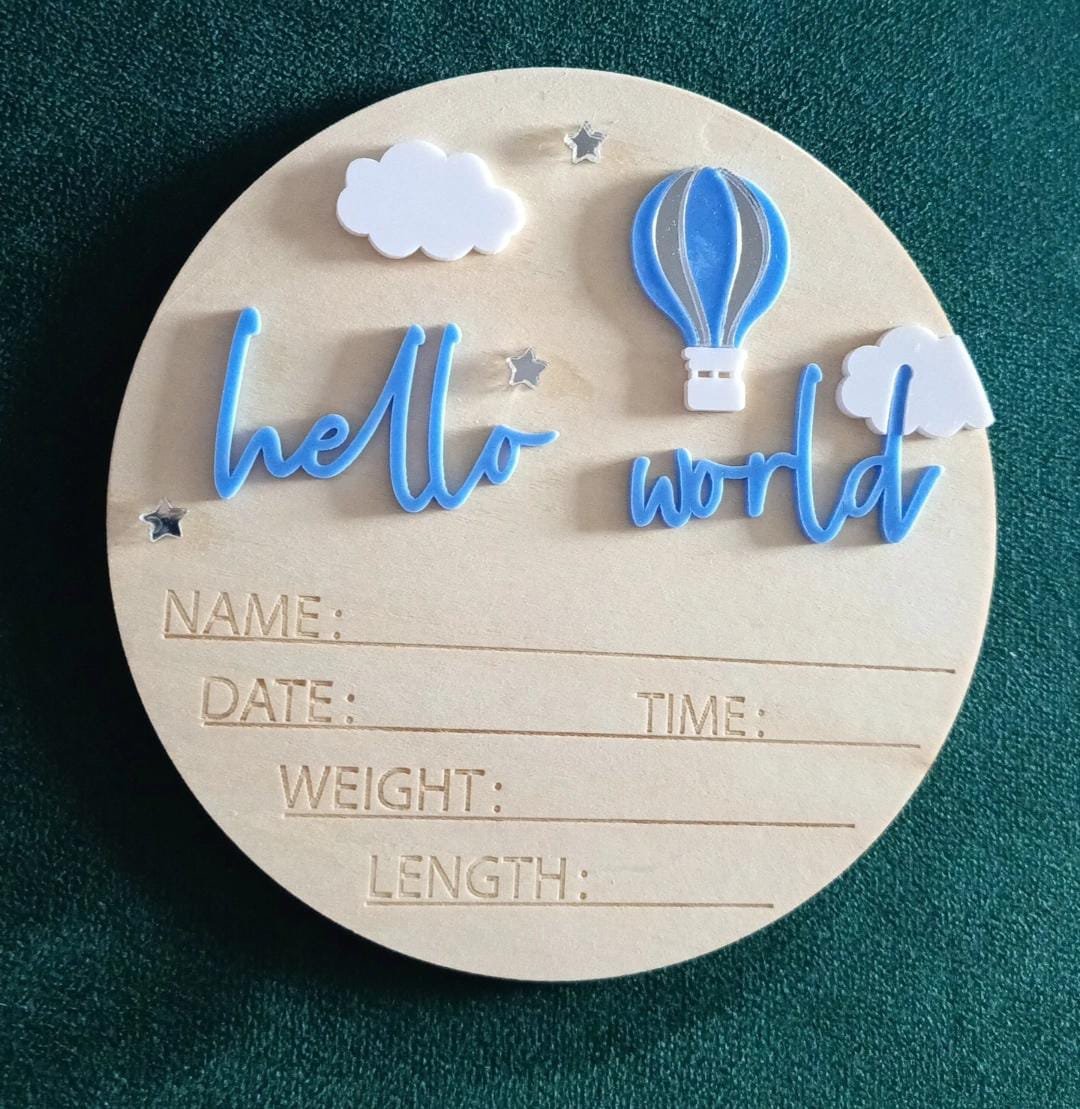 hello world
NAME:
DATE: TIME:
WEIGHT:
LENGTH: